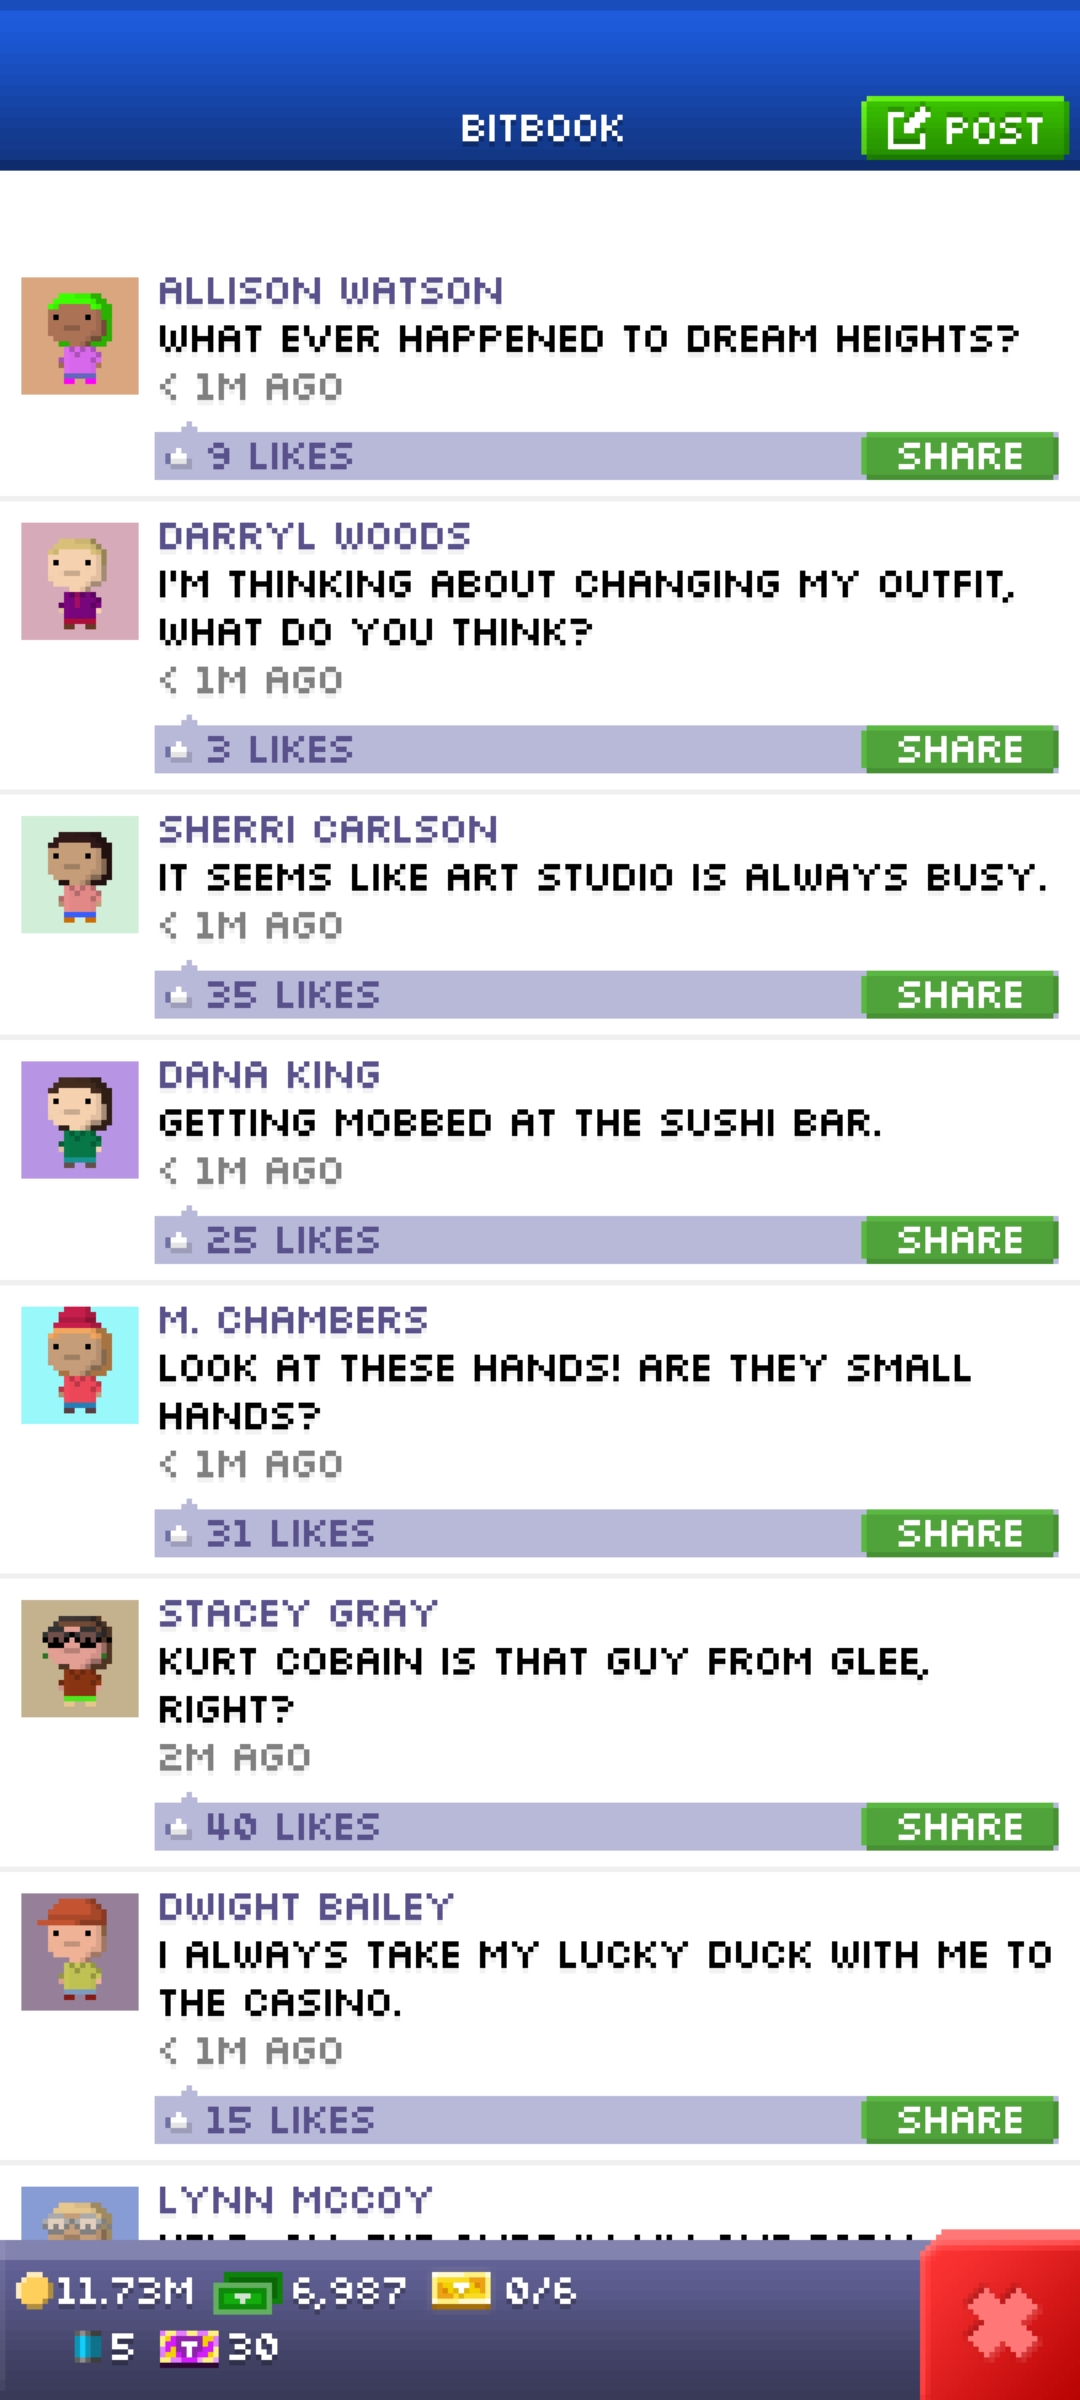 BITBOOK
POST
ALLISON WATSON
WHAT EVER HAPPENED TO DREAM HEIGHTS?
< 1M AGO
9 LIKES
SHARE
DARRYL WOODS
I'M THINKING ABOUT CHANGING MY OUTFIT,
WHAT DO YOU THINK?
< 1M AGO
3 LIKES
SHARE
SHERRI CARLSON
IT SEEMS LIKE ART STUDIO IS ALWAYS BUSY.
< 1M AGO
35 LIKES
SHARE
DANA KING
GETTING MOBBED AT THE SUSHI BAR.
< 1M AGO
25 LIKES
SHARE
M. CHAMBERS
LOOK AT THESE HANDS! ARE THEY SMALL
HANDS?
< 1M AGO
31 LIKES
SHARE
STACEY GRAY
KURT COBAIN IS THAT GUY FROM GLEE,
RIGHT?
2M AGO
40 LIKES
SHARE
DWIGHT BAILEY
I ALWAYS TAKE MY LUCKY DUCK WITH ME TO
THE CASINO.
< 1M AGO
15 LIKES
SHARE
LYNN MCCOY
11.73M 6,987 0/6
5 T 30